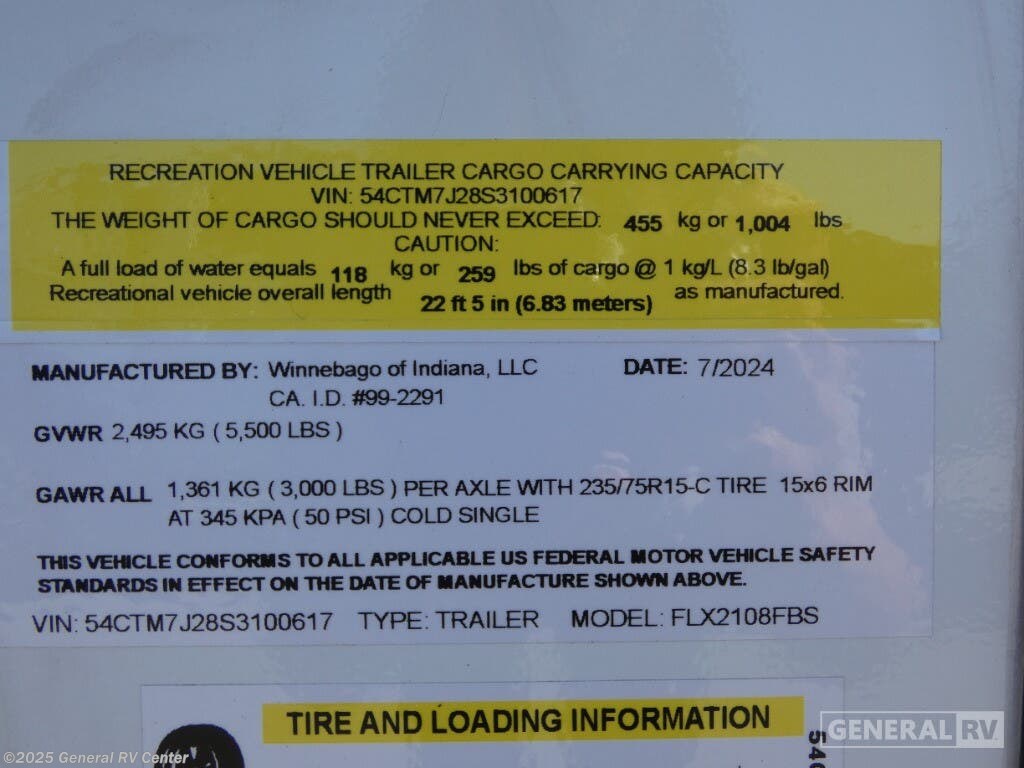 RECREATION VEHICLE TRAILER CARGO CARRYING CAPACITY
VIN: 54CTM7J28S3100617
THE WEIGHT OF CARGO SHOULD NEVER EXCEED: 455 kg or 1,004 lbs
CAUTION:
A full load of water equals 118 kg or 259 lbs of cargo @ 1 kg/L (8.3 lb/gal)
Recreational vehicle overall length 22 ft 5 in (6.83 meters) as manufactured.
MANUFACTURED BY: Winnebago of Indiana, LLC DATE: 7/2024
CA. I.D. #99-2291
GVWR 2,495 KG ( 5,500 LBS )
GAWR ALL 1,361 KG ( 3,000 LBS ) PER AXLE WITH 235/75R15-C TIRE 15x6 RIM
AT 345 KPA ( 50 PSI ) COLD SINGLE
THIS VEHICLE CONFORMS TO ALL APPLICABLE US FEDERAL MOTOR VEHICLE SAFETY
STANDARDS IN EFFECT ON THE DATE OF MANUFACTURE SHOWN ABOVE.
VIN: 54CTM7J28S3100617 TYPE: TRAILER MODEL: FLX2108FBS
TIRE AND LOADING INFORMATION
GENERAL RV
©2025 General RV Center